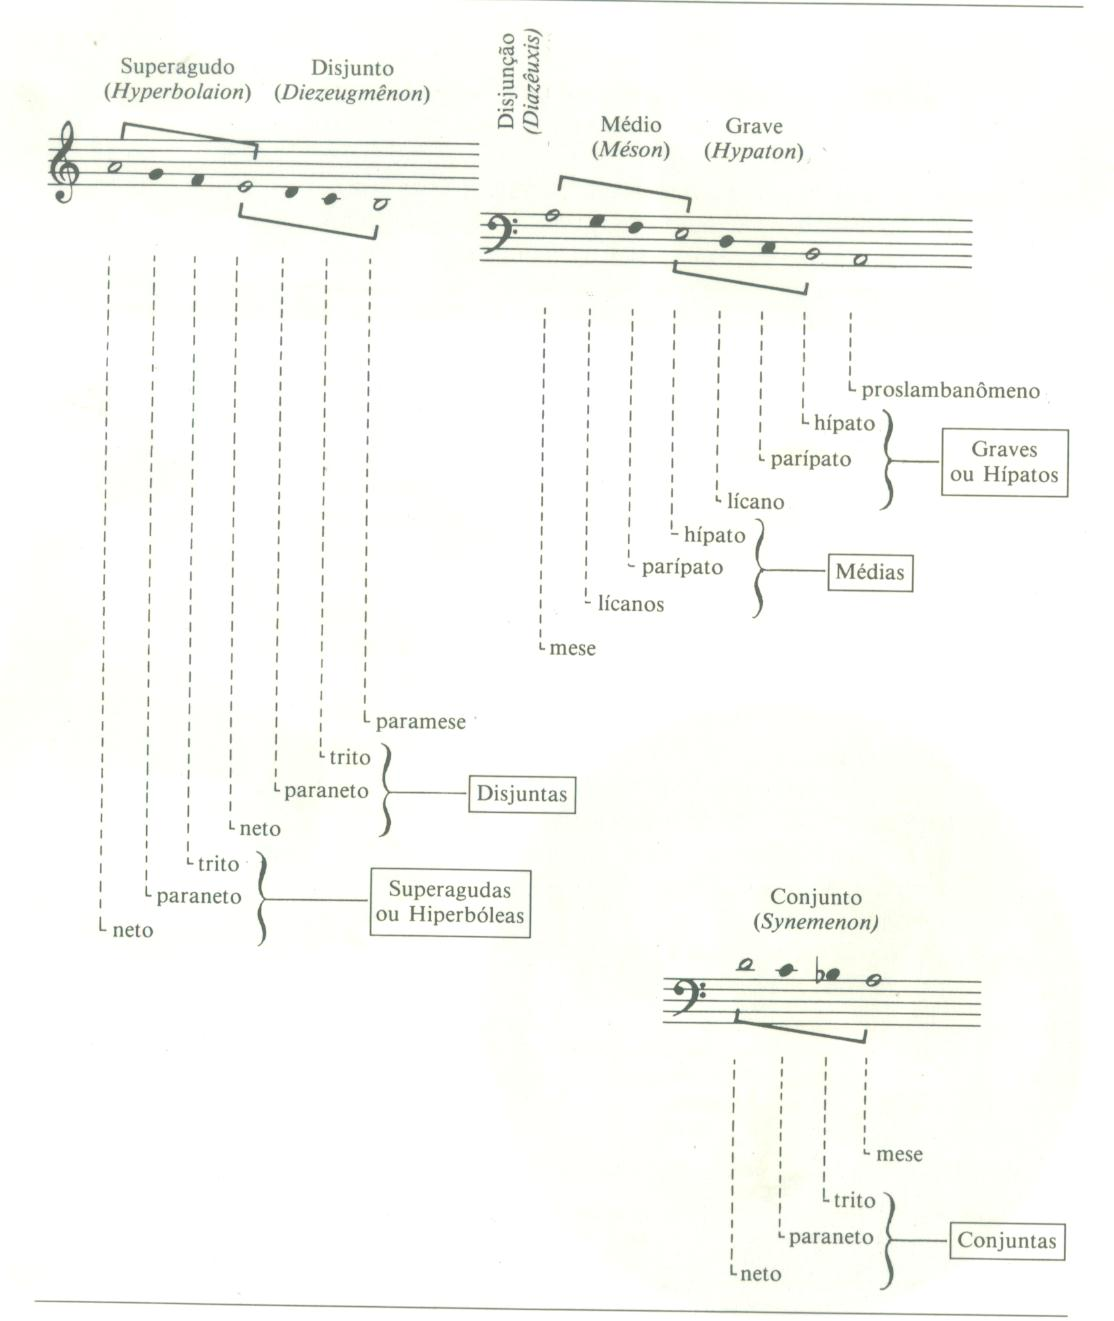 Superagudo
(Hyperbolaion)
Disjunto
(Diezeugmênon)
Disjunção
(Diazêuxis)
Médio
(Méson)
Grave
(Hypaton)
proslambanômeno
hípato
parípato
lícano
Graves
ou Hípatos
hípato
parípato
lícanos
Médias
mese
paramese
trito
paraneto
neto
Disjuntas
trito
paraneto
neto
Superagudas
ou Hiperbóleas
Conjunto
(Synemenon)
mese
trito
paraneto
neto
Conjuntas